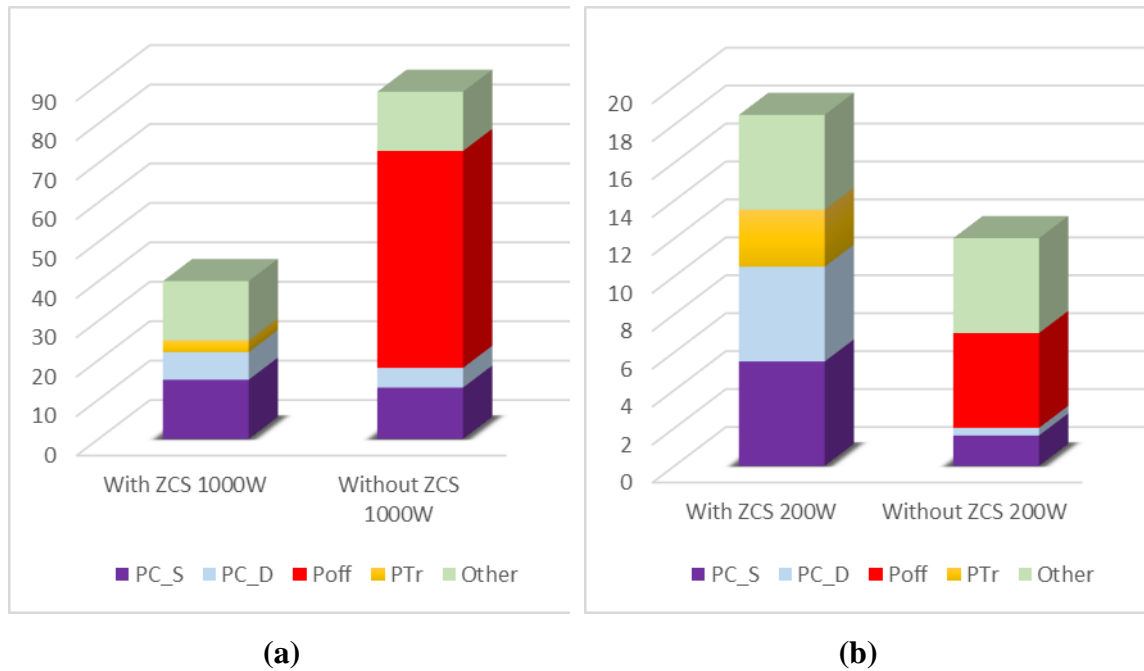 90
80
70
60
50
40
30
20
10
0
With ZCS 1000W
Without ZCS
1000W
PC_S PC_D Poff PTr Other
(a)
20
18
16
14
12
10
8
6
4
2
0
With ZCS 200W Without ZCS 200W
PC_S PC_D Poff PTr Other
(b)